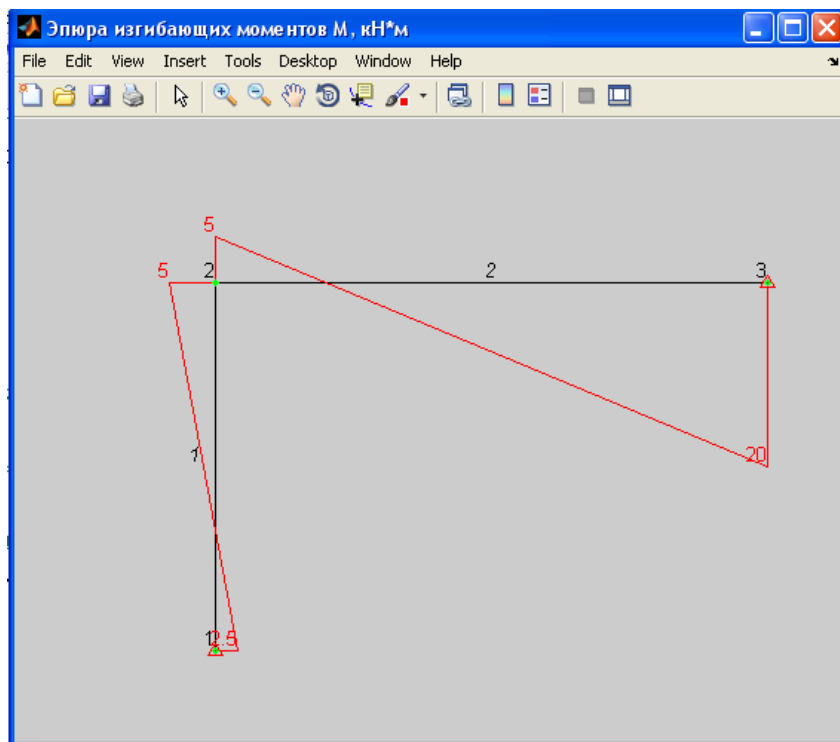 Эпюра изгибающих моментов М, кН*м
File Edit View Insert Tools Desktop Window Help
5
5 2 2 3
1 20
1 2.5